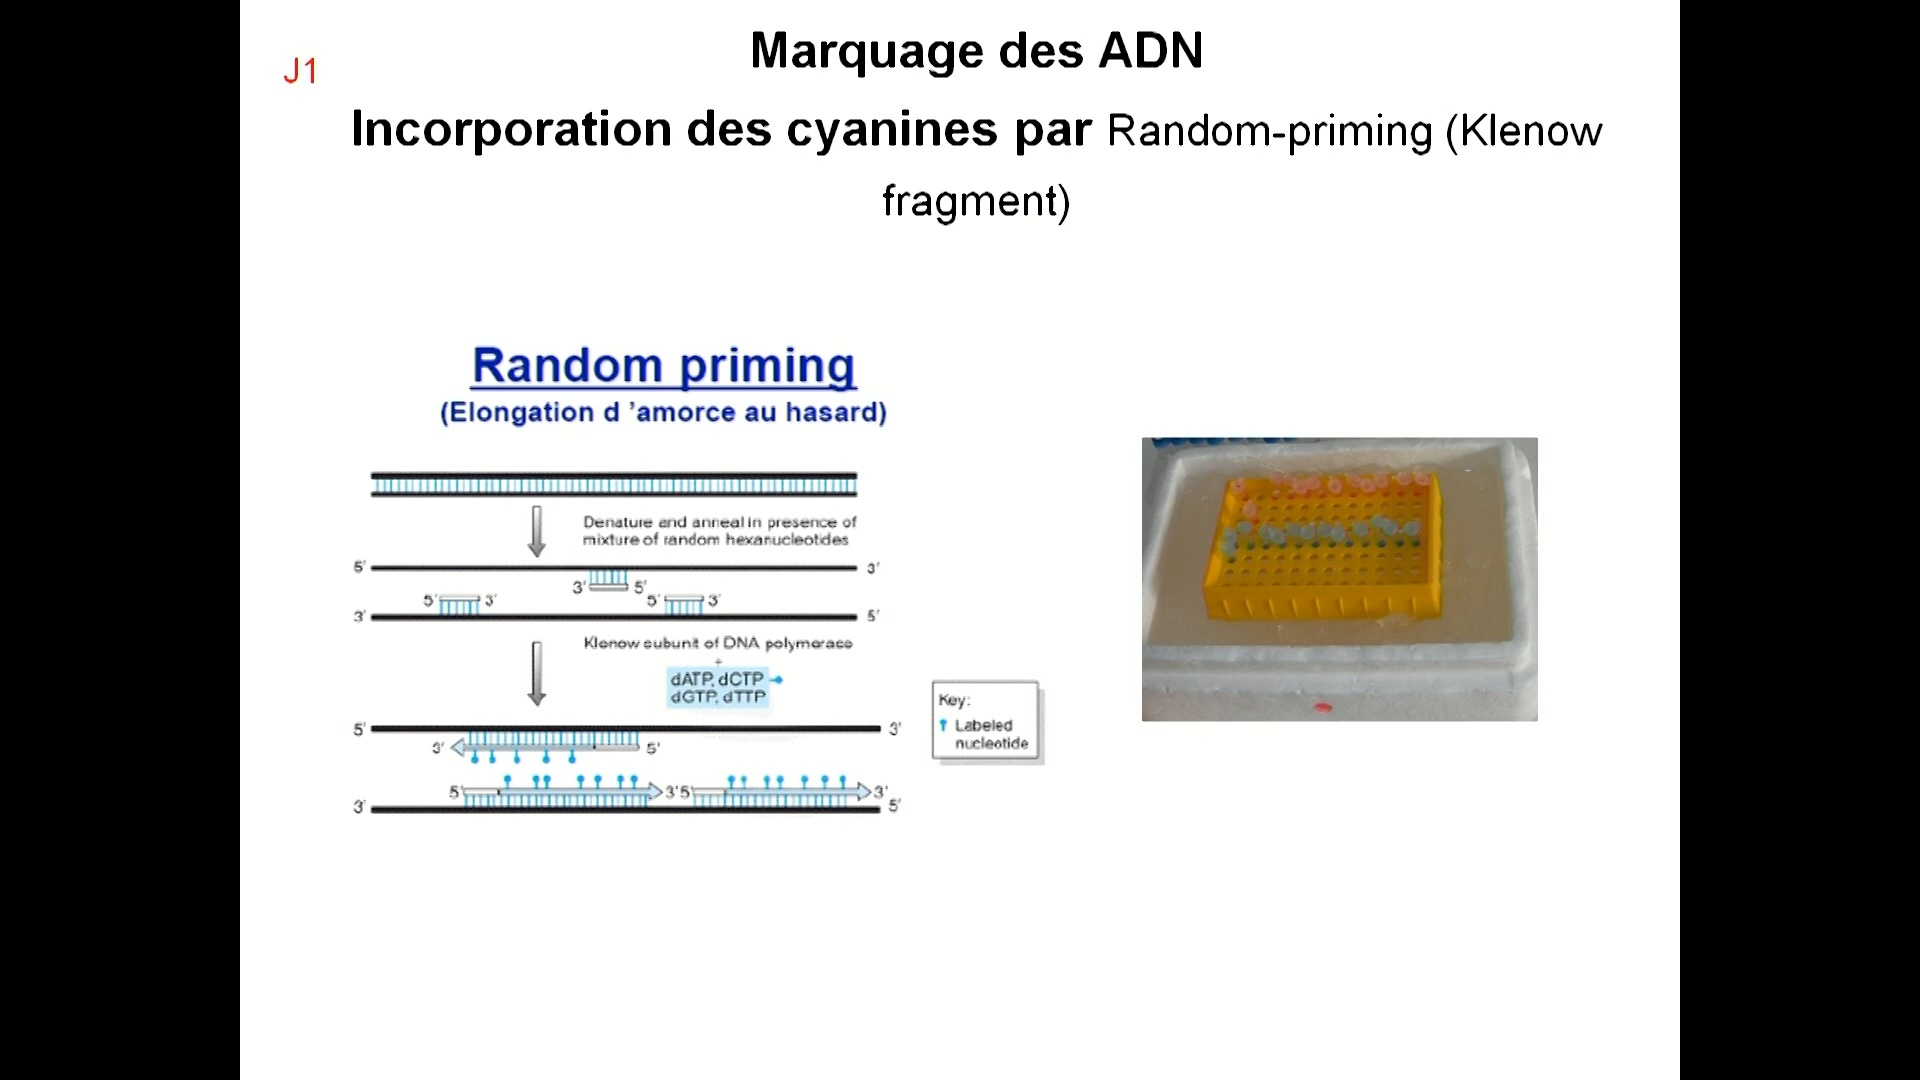 J1
Marquage des ADN
Incorporation des cyanines par Random-priming (Klenow
fragment)
Random priming
(Elongation d 'amorce au hasard)
Denature and anneal in presence of
mixture of random hexanucleotides
5' 3'
3' 5'
5' 3' 5' 3'
3' 5'
Klenow subunit of DNA polymerase
+
dATP, dCTP
dGTP, dTTP
5' 3'
3' 5'
5' 3' 5' 3'
3' 5'
Key:
Labeled
nucleotide